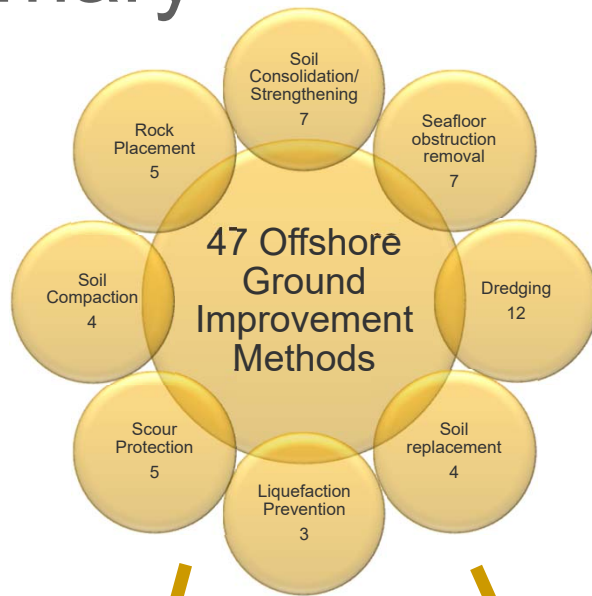 Soil
Consolidation/
Strengthening
7
Seafloor
obstruction
removal
7
Dredging
12
Soil
replacement
4
Liquefaction
Prevention
3
Scour
Protection
5
Soil
Compaction
4
Rock
Placement
5
47 Offshore
Ground
Improvement
Methods